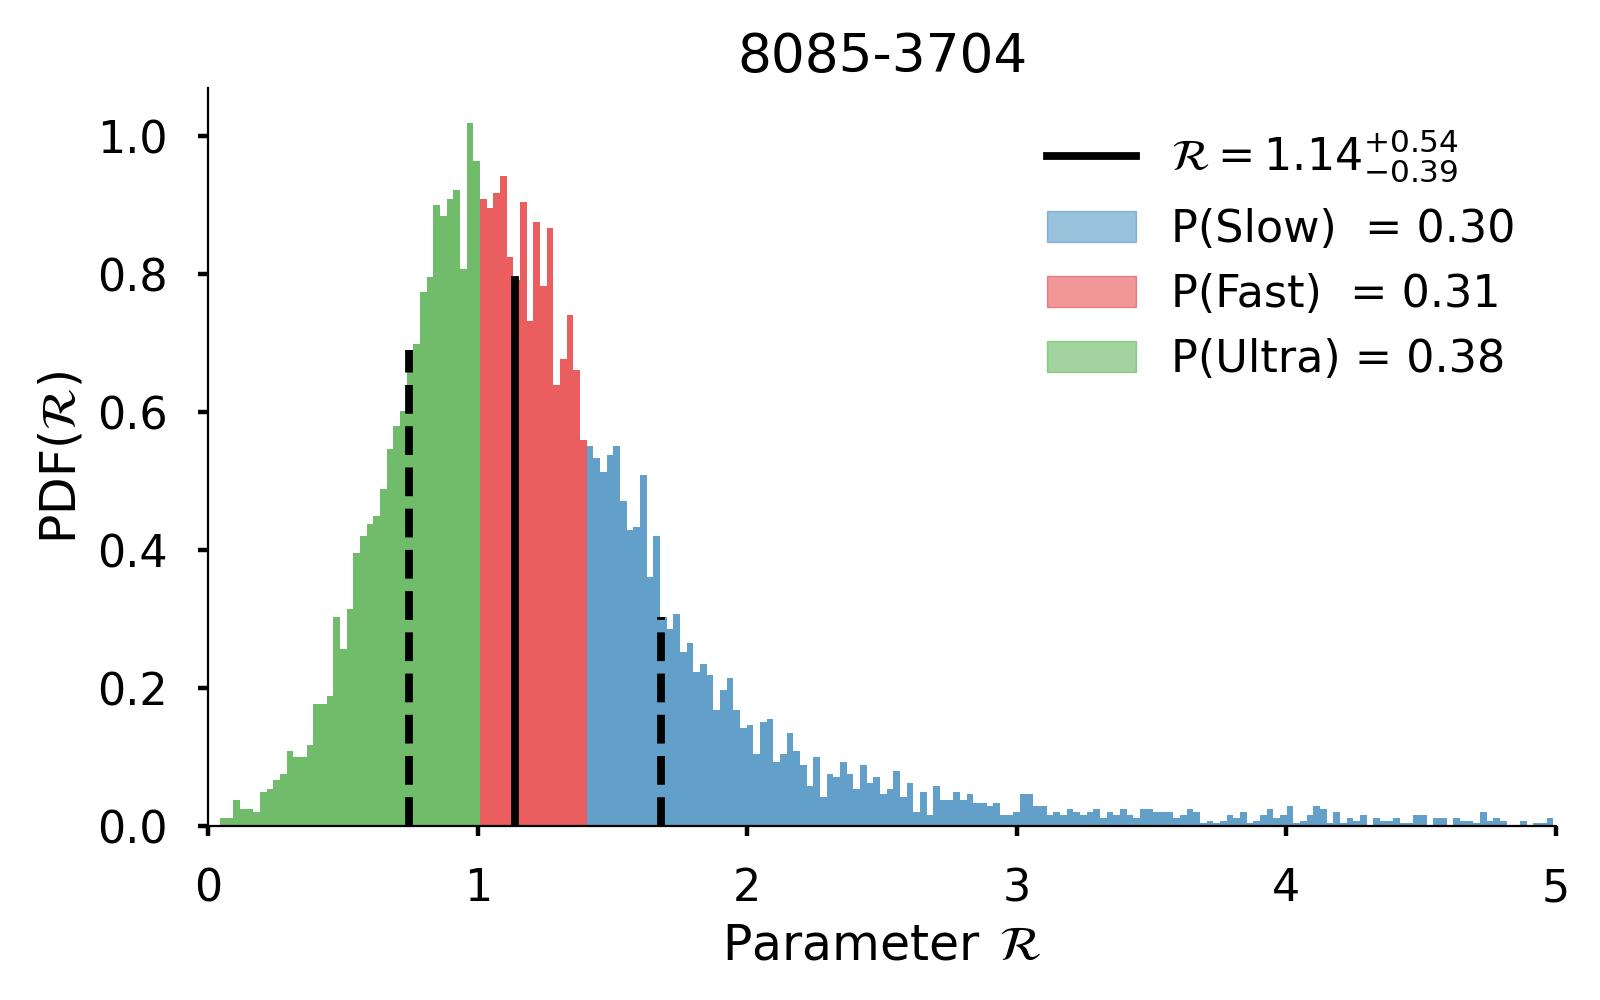 8085-3704
ℛ = 1.14 +0.54 −0.39
P(Slow) = 0.30
P(Fast) = 0.31
P(Ultra) = 0.38
PDF(ℛ)
1.0
0.8
0.6
0.4
0.2
0.0
0 1 2 3 4 5
Parameter ℛ